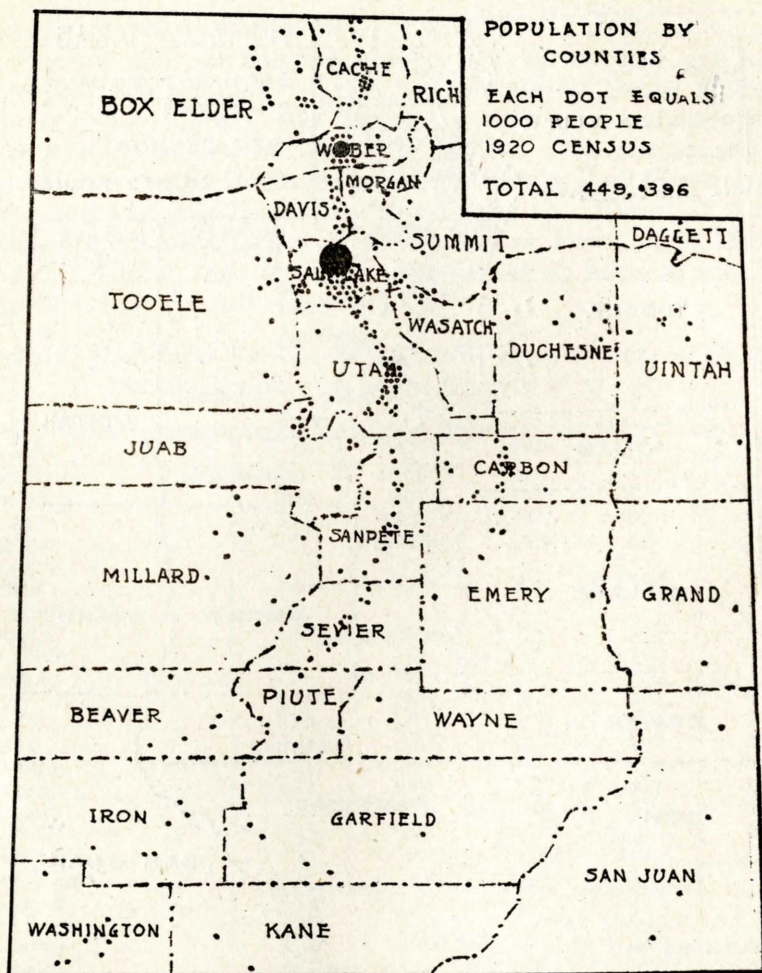 POPULATION BY
COUNTIES
EACH DOT EQUALS
1000 PEOPLE
1920 CENSUS
TOTAL 449,396
CACHE
BOX ELDER
RICH
WEBER
MORGAN
DAVIS
SUMMIT
DAGGETT
SALT LAKE
TOOELE
WASATCH
DUCHESNE
UINTAH
UTAH
JUAB
CARBON
SANPETE
MILLARD
EMERY
GRAND
SEVIER
PIUTE
BEAVER
WAYNE
IRON
GARFIELD
SAN JUAN
WASHINGTON
KANE